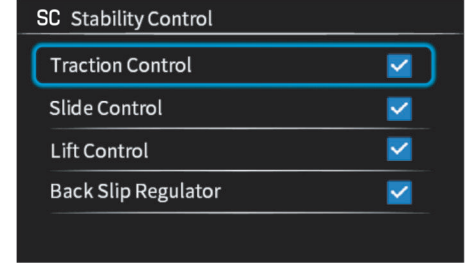 SC Stability Control
Traction Control
Slide Control
Lift Control
Back Slip Regulator